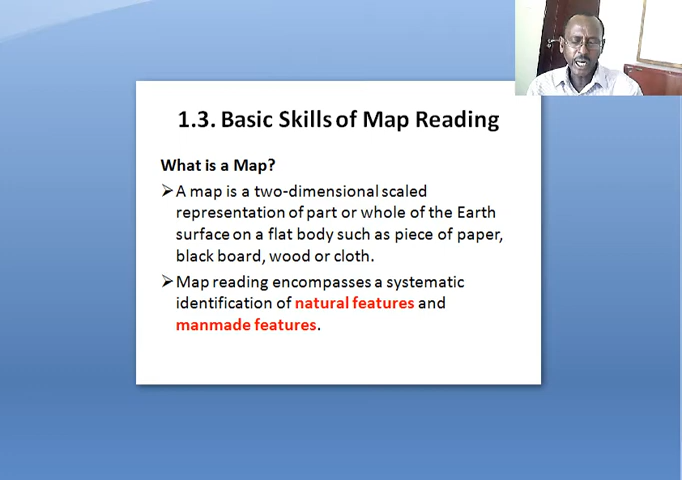 1.3. Basic Skills of Map Reading
What is a Map?
➢A map is a two-dimensional scaled
representation of part or whole of the Earth
surface on a flat body such as piece of paper,
black board, wood or cloth.
➢Map reading encompasses a systematic
identification of natural features and
manmade features.